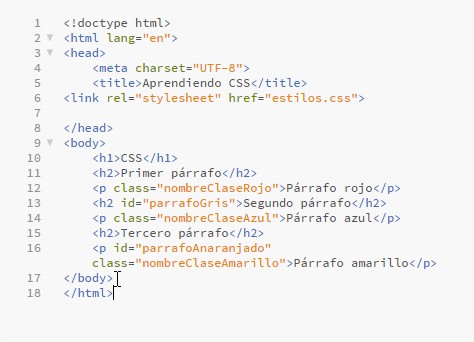 1 <!doctype html>
2 <html lang="en">
3 <head>
4 <meta charset="UTF-8">
5 <title>Aprendiendo CSS</title>
6 <link rel="stylesheet" href="estilos.css">
7
8 </head>
9 <body>
10 <h1>CSS</h1>
11 <h2>Primer párrafo</h2>
12 <p class="nombreClaseRojo">Párrafo rojo</p>
13 <h2 id="parrafoGris">Segundo párrafo</h2>
14 <p class="nombreClaseAzul">Párrafo azul</p>
15 <h2>Tercero párrafo</h2>
16 <p id="parrafoAnaranjado"
class="nombreClaseAmarillo">Párrafo amarillo</p>
17 </body>
18 </html>